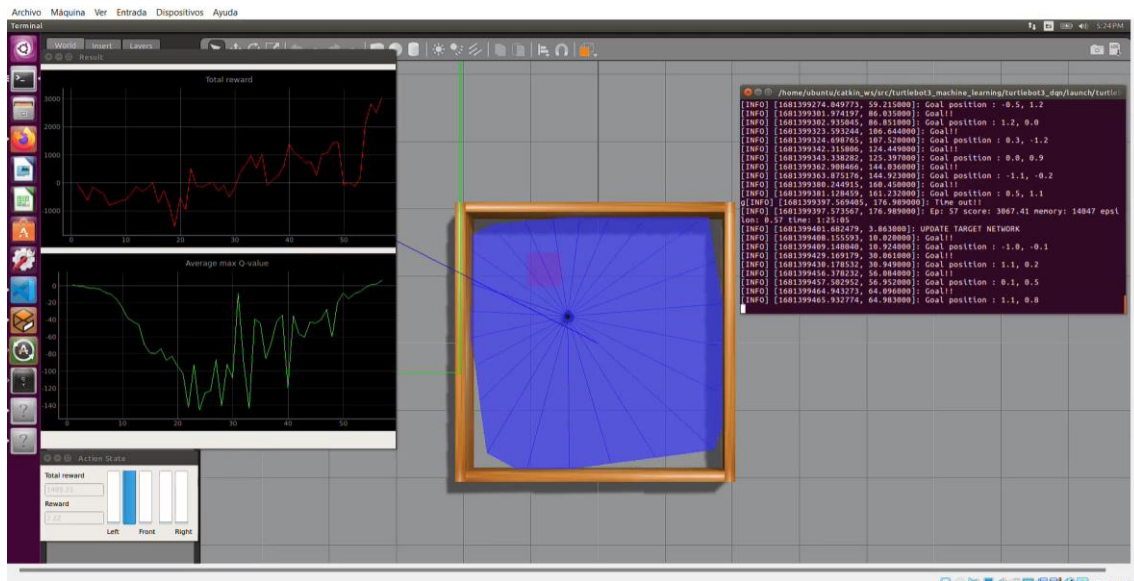 Archivo Máquina Ver Entrada Dispositivos Ayuda
Terminal
5:24PM
World Insert Layers
Result
Total reward
3000
2000
1000
0
1000
0 10 20 30 40 50
Average max Q-value
0
-20
-40
-60
-80
100
120
-140
0 10 20 30 40 50
Action State
Total reward
Reward
Left Front Right
/home/ubuntu/catkin_ws/src/turtlebot3_machine_learning/turtlebot3_dqn/launch/turtleb
[INFO] [1681399274.049773, 59.215000]: Goal position : -0.5, 1.2
[INFO] [1681399301.974197, 86.035000]: Goal!!
[INFO] [1681399302.935045, 86.851000]: Goal position : 1.2, 0.0
[INFO] [1681399323.593244, 106.644000]: Goal!!
[INFO] [1681399324.698765, 107.520000]: Goal position : 0.3, -1.2
[INFO] [1681399342.315806, 124.449000]: Goal!!
[INFO] [1681399343.338282, 125.397000]: Goal position : 0.0, 0.9
[INFO] [1681399362.908466, 144.036000]: Goal!!
[INFO] [1681399363.875176, 144.923000]: Goal position : -1.1, -0.2
[INFO] [1681399380.244915, 160.450000]: Goal!!
[INFO] [1681399381.128459, 161.232000]: Goal position : 0.5, 1.1
g[INFO] [1681399397.569405, 176.989000]: Time out!!
[INFO] [1681399397.573567, 176.989000]: Ep: 57 score: 3067.41 memory: 14047 epsi
lon: 0.57 time: 1:25:05
[INFO] [1681399401.682479, 3.863000]: UPDATE TARGET NETWORK
[INFO] [1681399408.155593, 10.020000]: Goal!!
[INFO] [1681399409.148040, 10.924000]: Goal position : -1.0, -0.1
[INFO] [1681399429.169179, 30.061000]: Goal!!
[INFO] [1681399430.178532, 30.949000]: Goal position : 1.1, 0.2
[INFO] [1681399456.378232, 56.084000]: Goal!!
[INFO] [1681399457.502952, 56.952000]: Goal position : 0.1, 0.5
[INFO] [1681399464.943273, 64.096000]: Goal!!
[INFO] [1681399465.932774, 64.983000]: Goal position : 1.1, 0.8